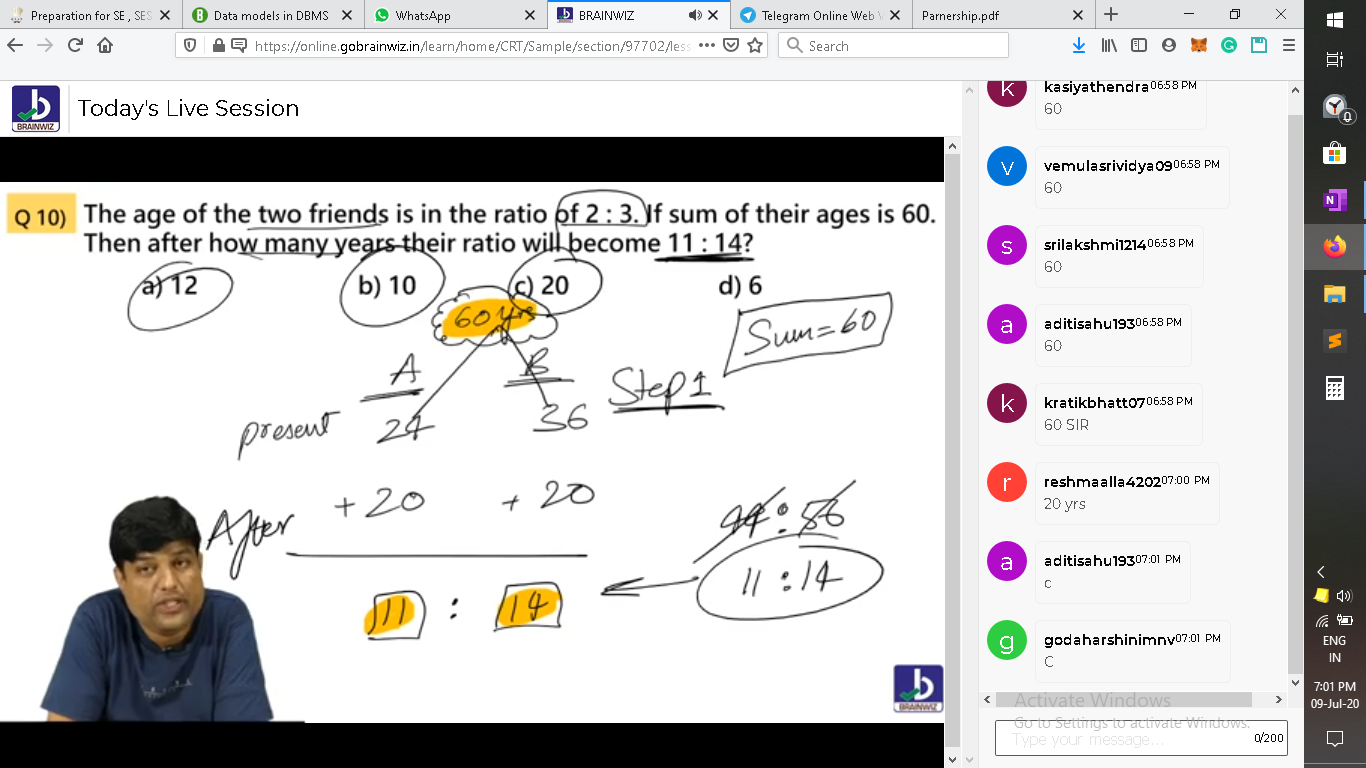 Preparation for SE , SES
Data models in DBMS
WhatsApp
BRAINWIZ
Telegram Online Web V
Parnership.pdf
https://online.gobrainwiz.in/learn/home/CRT/Sample/section/97702/less
Search
BRAINWIZ
Today's Live Session
Q 10) The age of the two friends is in the ratio of 2 : 3. If sum of their ages is 60.
Then after how many years their ratio will become 11 : 14?
a) 12 b) 10 c) 20 d) 6
60 yrs
Sum = 60
A B Step 1
present 24 36
After +20 +20
44 : 56
11 : 14
11 : 14
BRAINWIZ
k
kasiyathendra 06:58 PM
60
v
vemulasrividya09 06:58 PM
60
s
srilakshmi1214 06:58 PM
60
a
aditisahu193 06:58 PM
60
k
kratikbhatt07 06:58 PM
60 SIR
r
reshmaalla4202 07:00 PM
20 yrs
a
aditisahu193 07:01 PM
c
g
godaharshinimnv 07:01 PM
C
Activate Windows
Go to Settings to activate Windows.
Type your message...
0/200
0
ENG
IN
7:01 PM
09-Jul-20